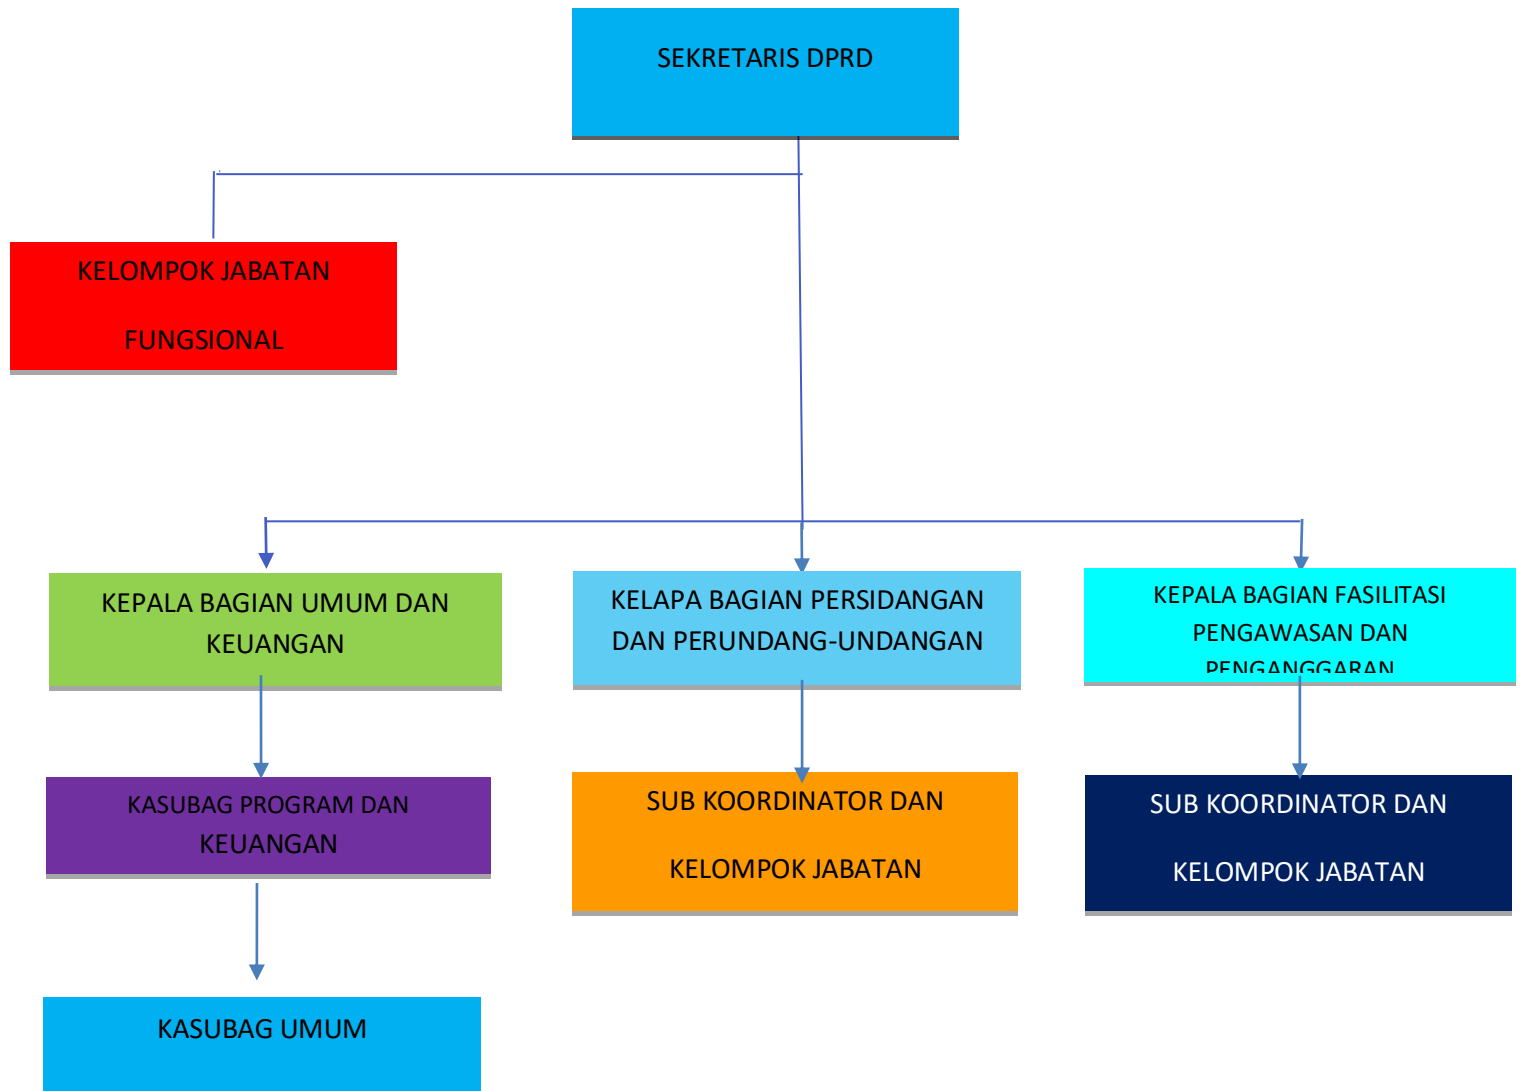 SEKRETARIS DPRD
KELOMPOK JABATAN
FUNGSIONAL
KEPALA BAGIAN UMUM DAN
KEUANGAN
KELAPA BAGIAN PERSIDANGAN
DAN PERUNDANG-UNDANGAN
KEPALA BAGIAN FASILITASI
PENGAWASAN DAN
PENGANGGARAN
KASUBAG PROGRAM DAN
KEUANGAN
SUB KOORDINATOR DAN
KELOMPOK JABATAN
SUB KOORDINATOR DAN
KELOMPOK JABATAN
KASUBAG UMUM